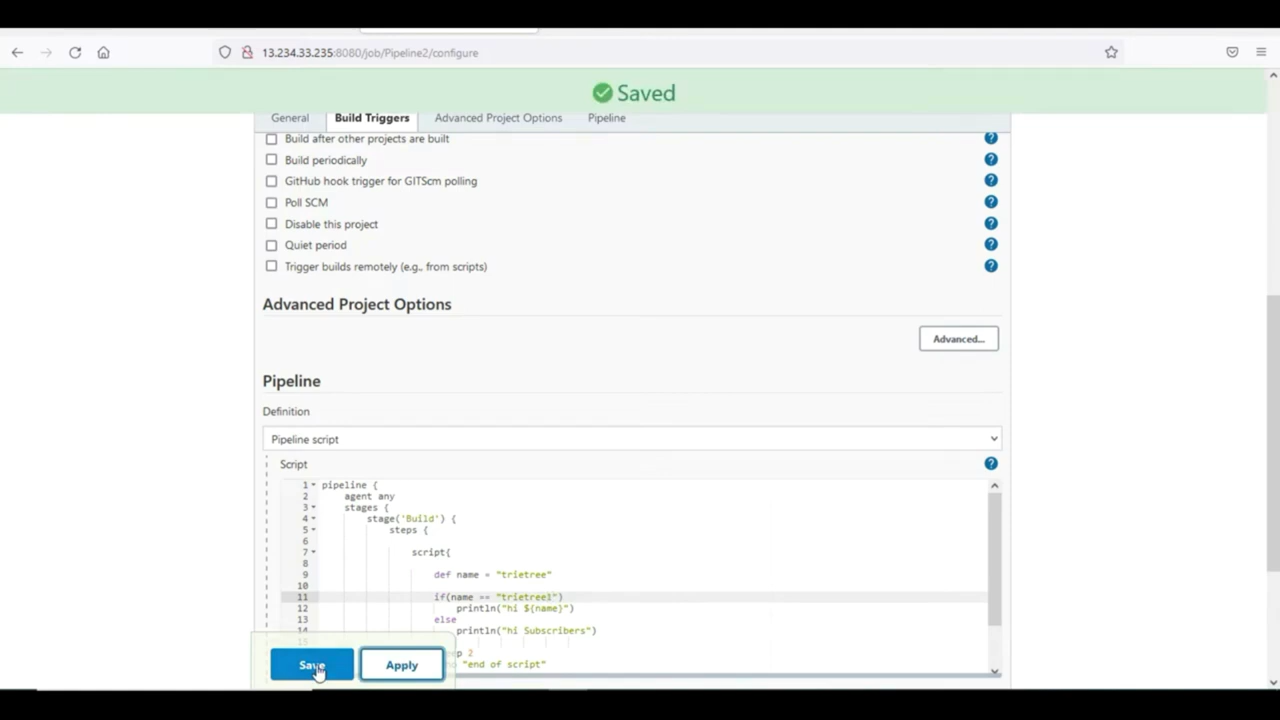 13.234.33.235:8080/job/Pipeline2/configure
Saved
General Build Triggers Advanced Project Options Pipeline
Build after other projects are built
Build periodically
GitHub hook trigger for GITScm polling
Poll SCM
Disable this project
Quiet period
Trigger builds remotely (e.g., from scripts)
Advanced Project Options
Advanced...
Pipeline
Definition
Pipeline script
Script
1 pipeline {
2 agent any
3 stages {
4 stage('Build') {
5 steps {
6
7 script{
8
9 def name = "trietree"
10
11 if(name == "trietree1")
12 println("hi ${name}")
13 else
14 println("hi Subscribers")
15
2
"end of script"
Save Apply